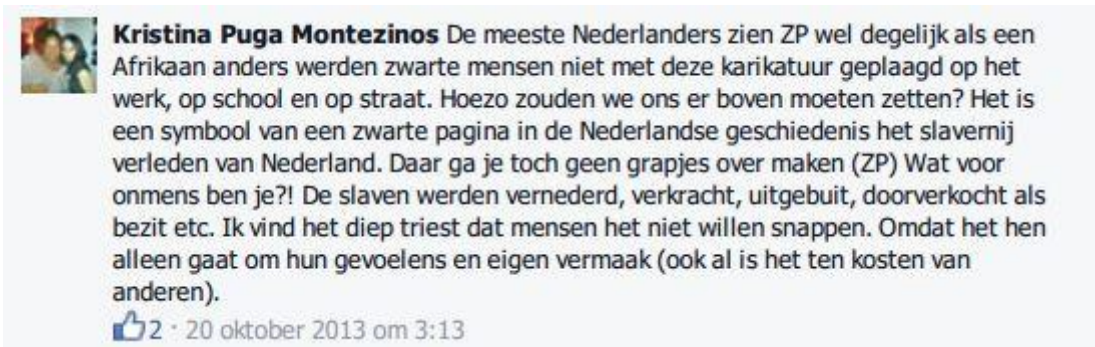 Kristina Puga Montezinos De meeste Nederlanders zien ZP wel degelijk als een
Afrikaan anders werden zwarte mensen niet met deze karikatuur geplaagd op het
werk, op school en op straat. Hoezo zouden we ons er boven moeten zetten? Het is
een symbool van een zwarte pagina in de Nederlandse geschiedenis het slavernij
verleden van Nederland. Daar ga je toch geen grapjes over maken (ZP) Wat voor
onmens ben je?! De slaven werden vernederd, verkracht, uitgebuit, doorverkocht als
bezit etc. Ik vind het diep triest dat mensen het niet willen snappen. Omdat het hen
alleen gaat om hun gevoelens en eigen vermaak (ook al is het ten kosten van
anderen).
2 · 20 oktober 2013 om 3:13